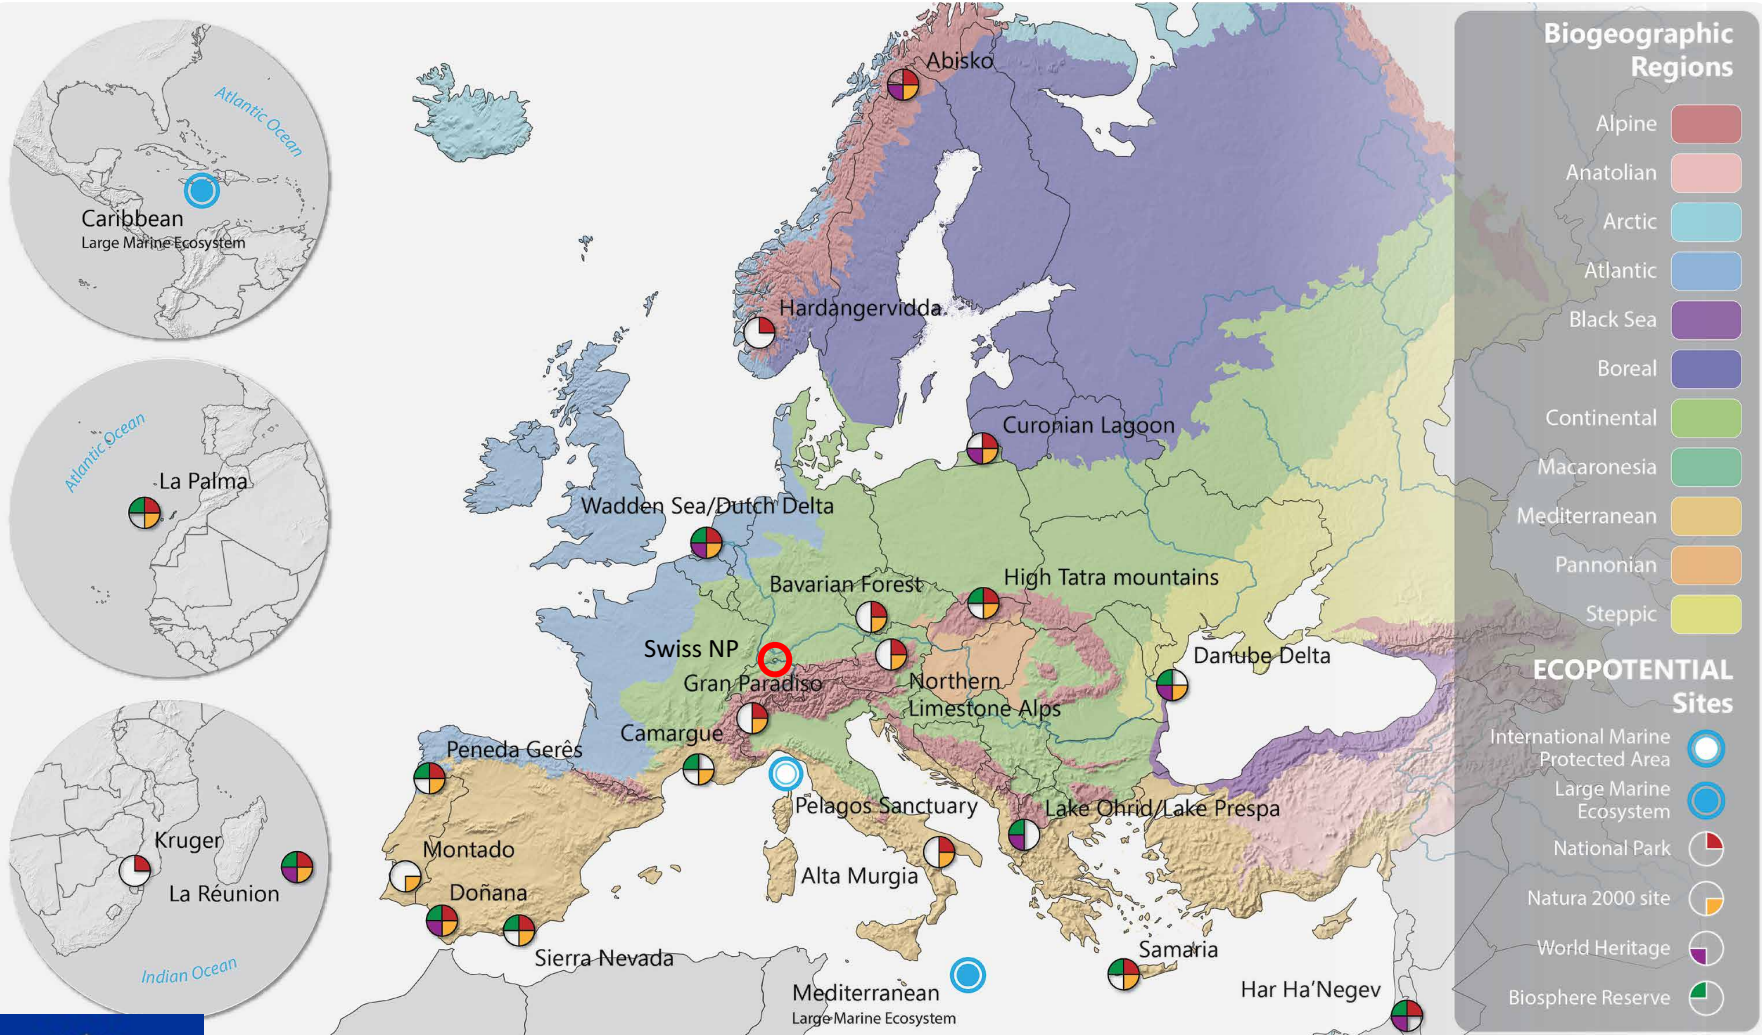 Atlantic Ocean
Caribbean
Large Marine Ecosystem
Atlantic Ocean
La Palma
Kruger
La Réunion
Indian Ocean
Abisko
Hardangervidda
Curonian Lagoon
Wadden Sea/Dutch Delta
Bavarian Forest
High Tatra mountains
Swiss NP
Gran Paradiso
Northern
Limestone Alps
Danube Delta
Camargue
Peneda Gerês
Pelagos Sanctuary
Lake Ohrid/Lake Prespa
Montado
Alta Murgia
Doñana
Sierra Nevada
Samaria
Mediterranean
Large Marine Ecosystem
Har Ha'Negev
Biogeographic
Regions
Alpine
Anatolian
Arctic
Atlantic
Black Sea
Boreal
Continental
Macaronesia
Mediterranean
Pannonian
Steppic
ECOPOTENTIAL
Sites
International Marine
Protected Area
Large Marine
Ecosystem
National Park
Natura 2000 site
World Heritage
Biosphere Reserve